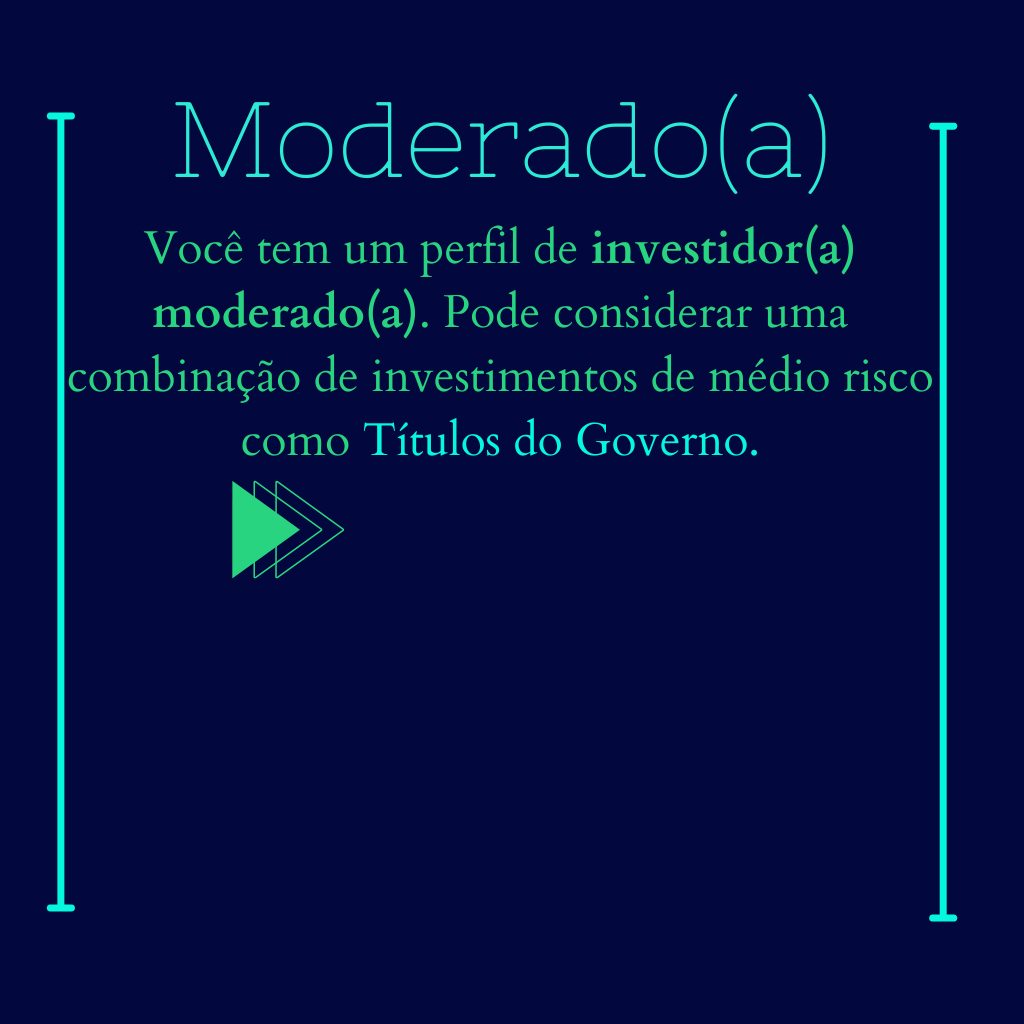 Moderado(a)
Você tem um perfil de investidor(a)
moderado(a). Pode considerar uma
combinação de investimentos de médio risco
como Títulos do Governo.